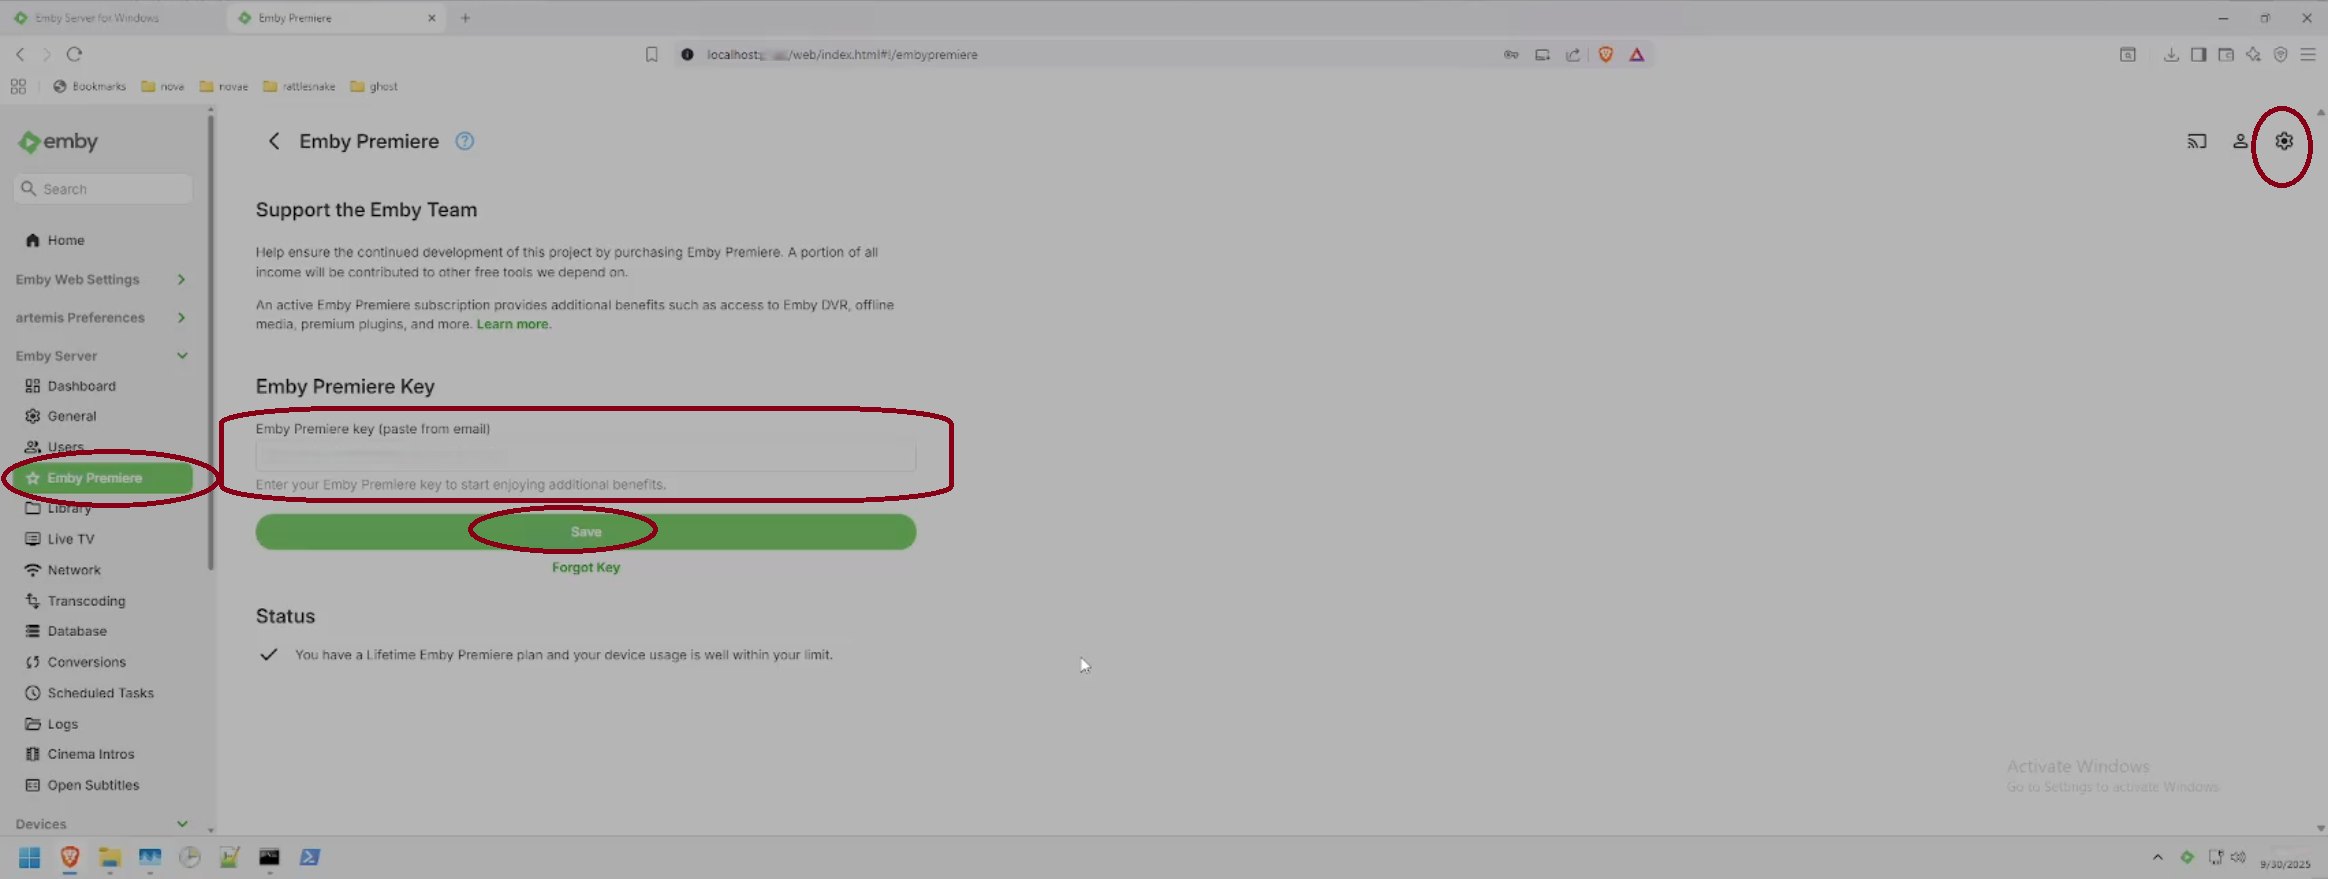 Emby Server for Windows
Emby Premiere
localhost: /web/index.html#!/embypremiere
Bookmarks
nova
novae
rattlesnake
ghost
emby
Search
Home
Emby Web Settings
artemis Preferences
Emby Server
Dashboard
General
Users
Emby Premiere
Library
Live TV
Network
Transcoding
Database
Conversions
Scheduled Tasks
Logs
Cinema Intros
Open Subtitles
Devices
Emby Premiere
Support the Emby Team
Help ensure the continued development of this project by purchasing Emby Premiere. A portion of all
income will be contributed to other free tools we depend on.
An active Emby Premiere subscription provides additional benefits such as access to Emby DVR, offline
media, premium plugins, and more. Learn more.
Emby Premiere Key
Emby Premiere key (paste from email)
Enter your Emby Premiere key to start enjoying additional benefits.
Save
Forgot Key
Status
You have a Lifetime Emby Premiere plan and your device usage is well within your limit.
Activate Windows
Go to Settings to activate Windows.
9/30/2025